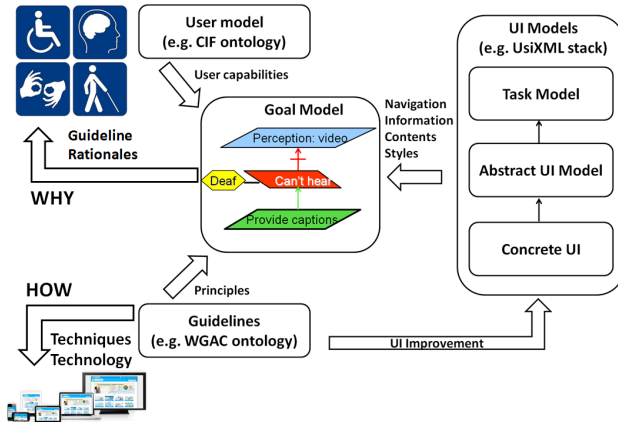 User model
(e.g. CIF ontology)
User capabilities
UI Models
(e.g. UsiXML stack)
Task Model
Abstract UI Model
Concrete UI
Goal Model
Perception: video
Can't hear
Deaf
Provide captions
Navigation
Information
Contents
Styles
Guideline
Rationales
WHY
HOW
Principles
Guidelines
(e.g. WGAC ontology)
Techniques
Technology
UI Improvement